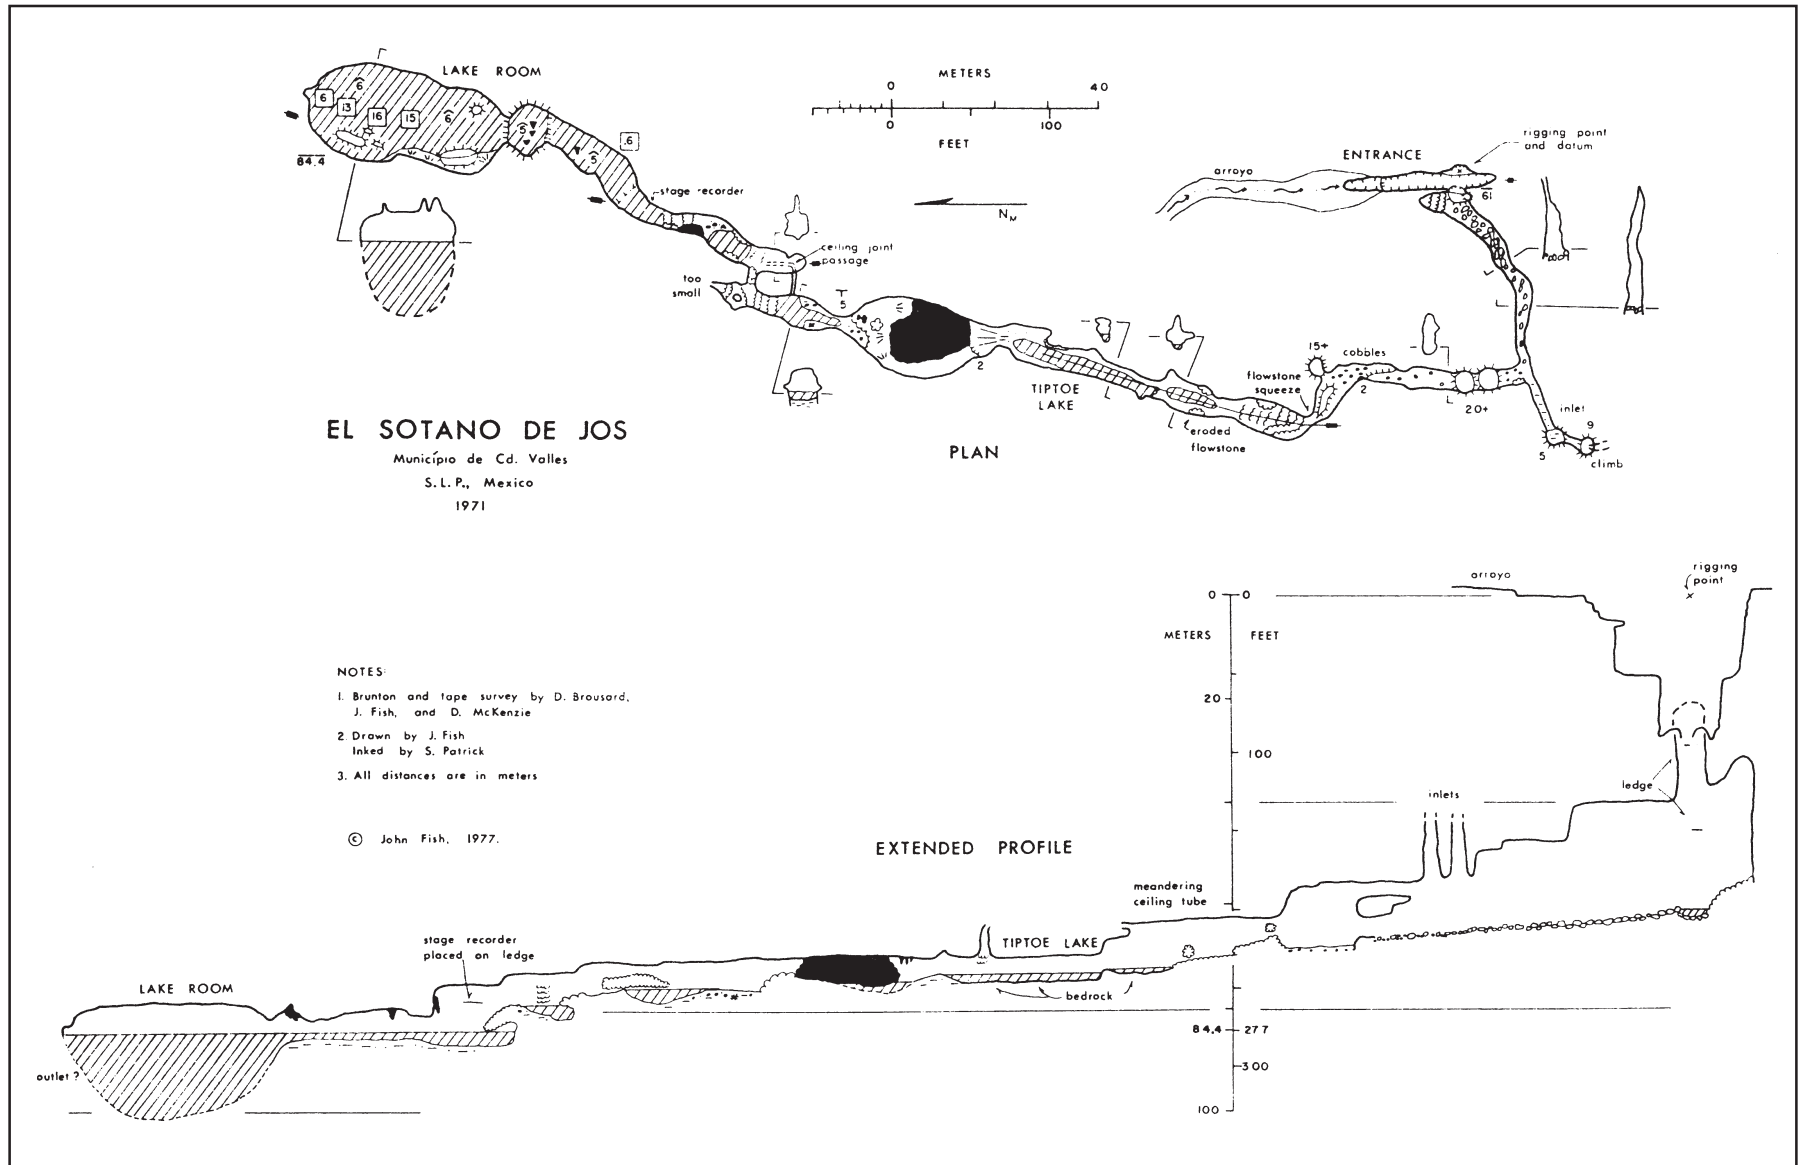 LAKE ROOM
6
6
13
16
15
6
5
5
.6
84.4
stage recorder
METERS
0
40
0
100
FEET
N M
rigging point
and datum
ENTRANCE
arroyo
61
ceiling joint
passage
too
small
5
2
TIPTOE
LAKE
15+
cobbles
flowstone
squeeze
2
20+
inlet
9
5
climb
eroded
flowstone
EL SOTANO DE JOS
Município de Cd. Valles
S.L.P., Mexico
1971
PLAN
arroyo
rigging
point
0
0
METERS
FEET
20
100
inlets
ledge
NOTES:
1. Brunton and tape survey by D. Brousard,
J. Fish, and D. McKenzie
2. Drawn by J. Fish
Inked by S. Patrick
3. All distances are in meters
© John Fish, 1977.
EXTENDED PROFILE
meandering
ceiling tube
stage recorder
placed on ledge
TIPTOE LAKE
LAKE ROOM
bedrock
84.4
277
outlet ?
300
100